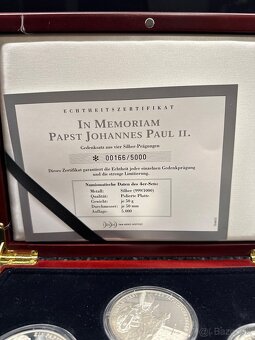 ECHTHEITSZERTIFIKAT
IN MEMORIAM
PAPST JOHANNES PAUL II.
Gedenksatz aus vier Silber-Prägungen
* 00166/5000
Dieses Zertifikat garantiert die Echtheit jeder einzelnen Gedenkprägung
und die strenge Limitierung.
Numismatische Daten des 4er-Sets:
Metall: Silber (999/1000)
Qualität: Polierte Platte
Gewicht: je 50 g
Durchmesser: je 50 mm
Auflage: 5.000